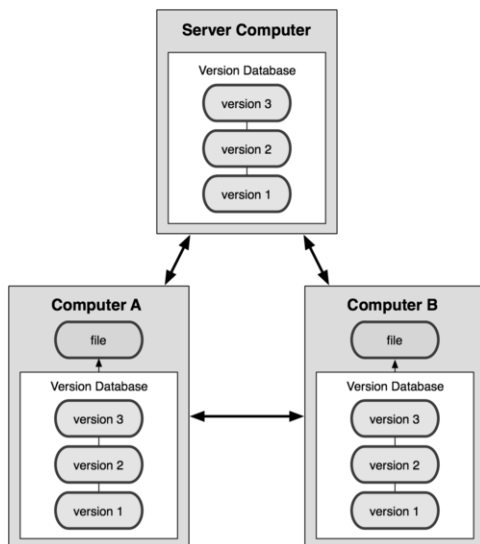 Server Computer
Version Database
version 3
version 2
version 1
Computer A
file
Version Database
version 3
version 2
version 1
Computer B
file
Version Database
version 3
version 2
version 1